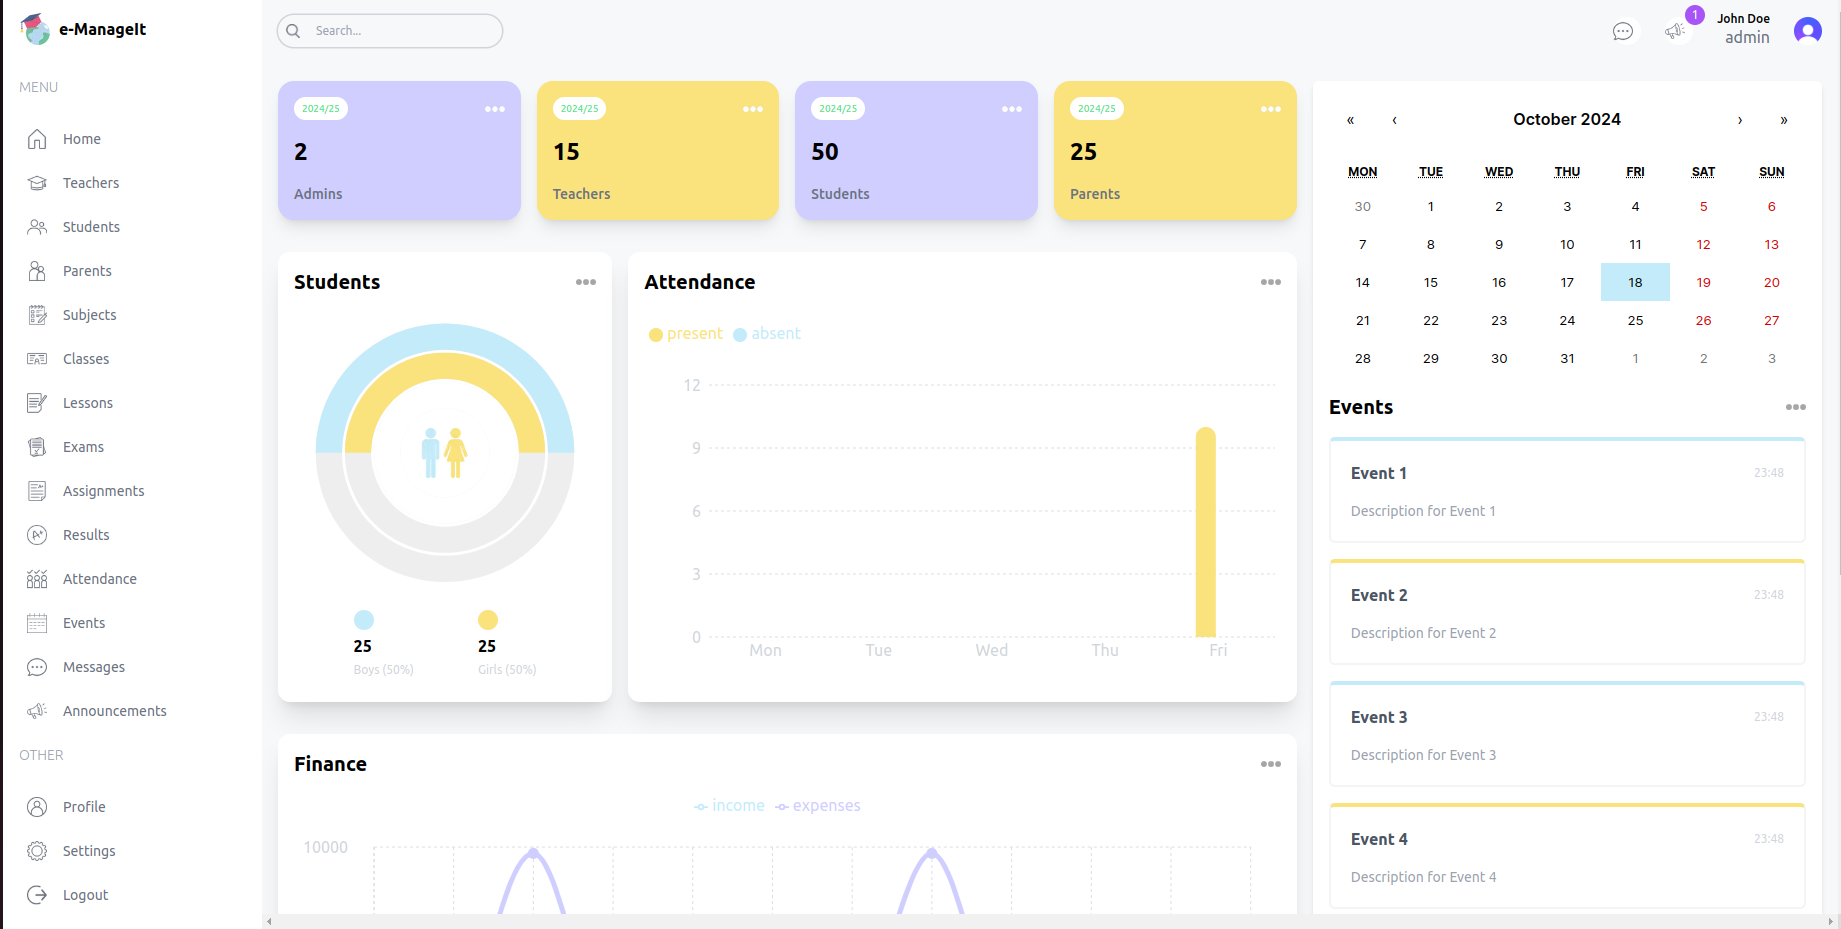 e-ManageIt
MENU
Home
Teachers
Students
Parents
Subjects
Classes
Lessons
Exams
Assignments
Results
Attendance
Events
Messages
Announcements
OTHER
Profile
Settings
Logout
Search...
1
John Doe
admin
2024/25
2
Admins
2024/25
15
Teachers
2024/25
50
Students
2024/25
25
Parents
Students
25
Boys (50%)
25
Girls (50%)
Attendance
present absent
12
9
6
3
0
Mon Tue Wed Thu Fri
Finance
income expenses
10000
« ‹ October 2024 › »
MON TUE WED THU FRI SAT SUN
30 1 2 3 4 5 6
7 8 9 10 11 12 13
14 15 16 17 18 19 20
21 22 23 24 25 26 27
28 29 30 31 1 2 3
Events
Event 1 23:48
Description for Event 1
Event 2 23:48
Description for Event 2
Event 3 23:48
Description for Event 3
Event 4 23:48
Description for Event 4